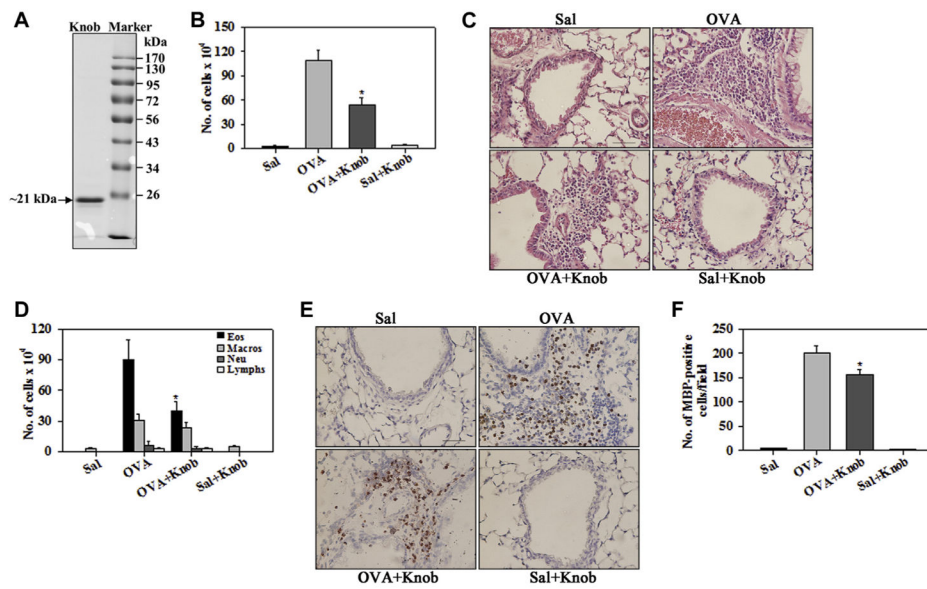 A
Knob Marker
kDa
170
130
95
72
56
43
34
26
~21 kDa
B
No. of cells x 10⁴
150
120
90
60
30
0
*
Sal
OVA
OVA+Knob
Sal+Knob
C
Sal OVA
OVA+Knob Sal+Knob
D
No. of cells x 10⁴
120
90
60
30
0
*
Eos
Macros
Neu
Lymphs
Sal
OVA
OVA+Knob
Sal+Knob
E
Sal OVA
OVA+Knob Sal+Knob
F
No. of MBP-positive
cells/field
250
200
150
100
50
0
*
Sal
OVA
OVA+Knob
Sal+Knob